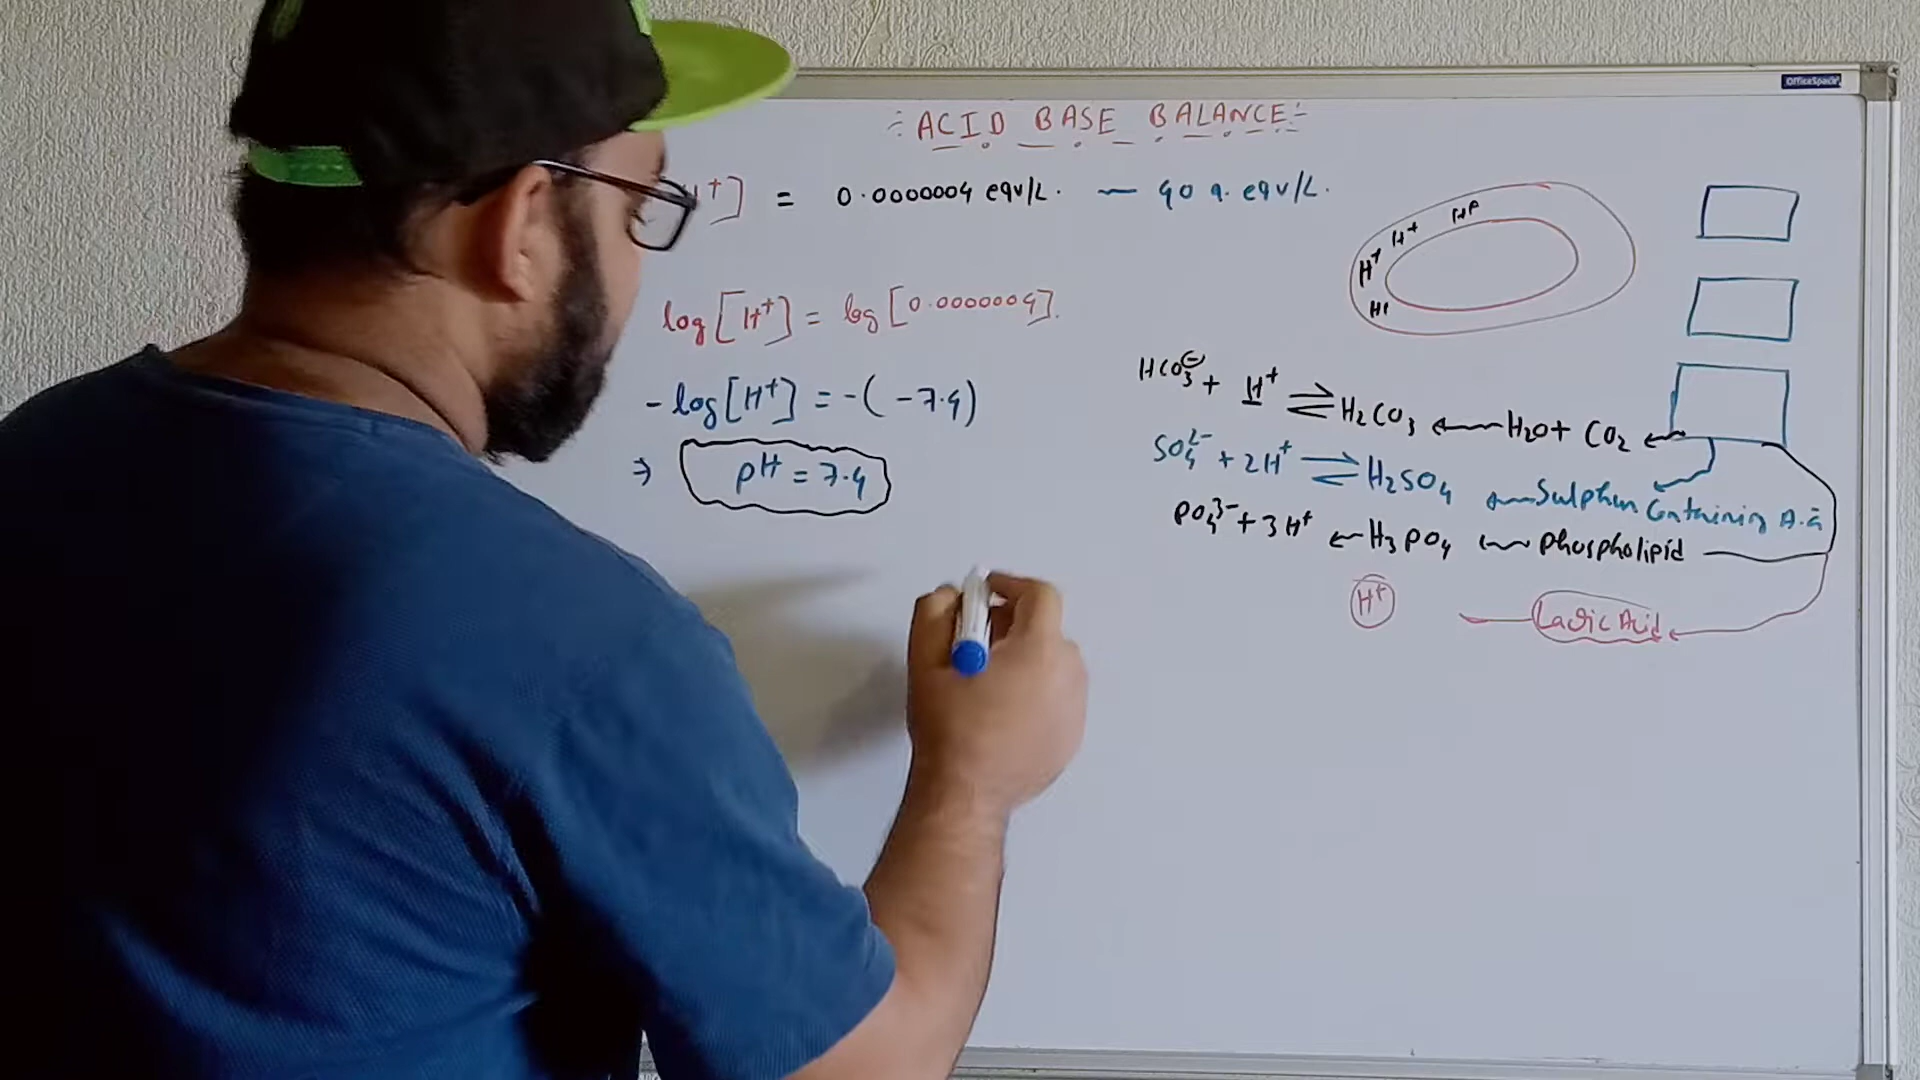 OfficeSpace
ACID BASE BALANCE
H⁺] = 0.0000004 eqv/L. — 40 n. eqv/L.
log[H⁺] = log[0.0000004].
-log[H⁺] = -(-7.4)
⇒ pH = 7.4
H⁺
H⁺
HCO₃⊖ + H⁺ ⇌ H₂CO₃ ← H₂O + CO₂ ←
SO₄²⁻ + 2H⁺ ⇌ H₂SO₄ ← Sulphur Containing A.a
PO₄³⁻ + 3H⁺ ← H₃PO₄ ← phospholipid
H⁺ Lactic Acid